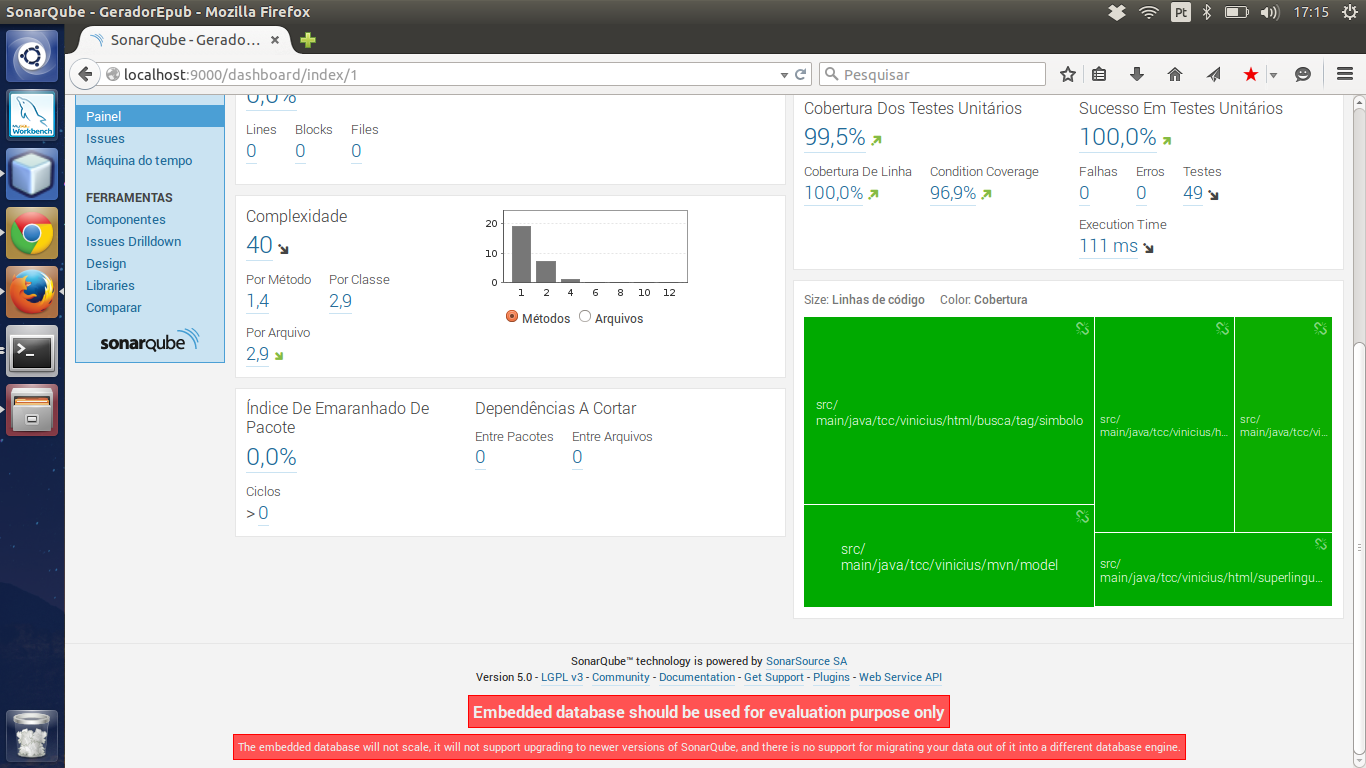 SonarQube - GeradorEpub - Mozilla Firefox
Pt
17:15
SonarQube - Gerado...
localhost:9000/dashboard/index/1
Pesquisar
MySQL
Workbench
Painel
Issues
Máquina do tempo
FERRAMENTAS
Componentes
Issues Drilldown
Design
Libraries
Comparar
sonarqube
0,0%
Lines Blocks Files
0 0 0
Complexidade
40
Por Método Por Classe
1,4 2,9
Por Arquivo
2,9
20
10
0
1 2 4 6 8 10 12
Métodos Arquivos
Índice De Emaranhado De
Pacote
0,0%
Ciclos
> 0
Dependências A Cortar
Entre Pacotes Entre Arquivos
0 0
Cobertura Dos Testes Unitários
99,5%
Cobertura De Linha Condition Coverage
100,0% 96,9%
Sucesso Em Testes Unitários
100,0%
Falhas Erros Testes
0 0 49
Execution Time
111 ms
Size: Linhas de código Color: Cobertura
src/
main/java/tcc/vinicius/html/busca/tag/simbolo
src/
main/java/tcc/vinicius/h...
src/
main/java/tcc/vi...
src/
main/java/tcc/vinicius/mvn/model
src/
main/java/tcc/vinicius/html/superlingu...
SonarQube™ technology is powered by SonarSource SA
Version 5.0 - LGPL v3 - Community - Documentation - Get Support - Plugins - Web Service API
Embedded database should be used for evaluation purpose only
The embedded database will not scale, it will not support upgrading to newer versions of SonarQube, and there is no support for migrating your data out of it into a different database engine.